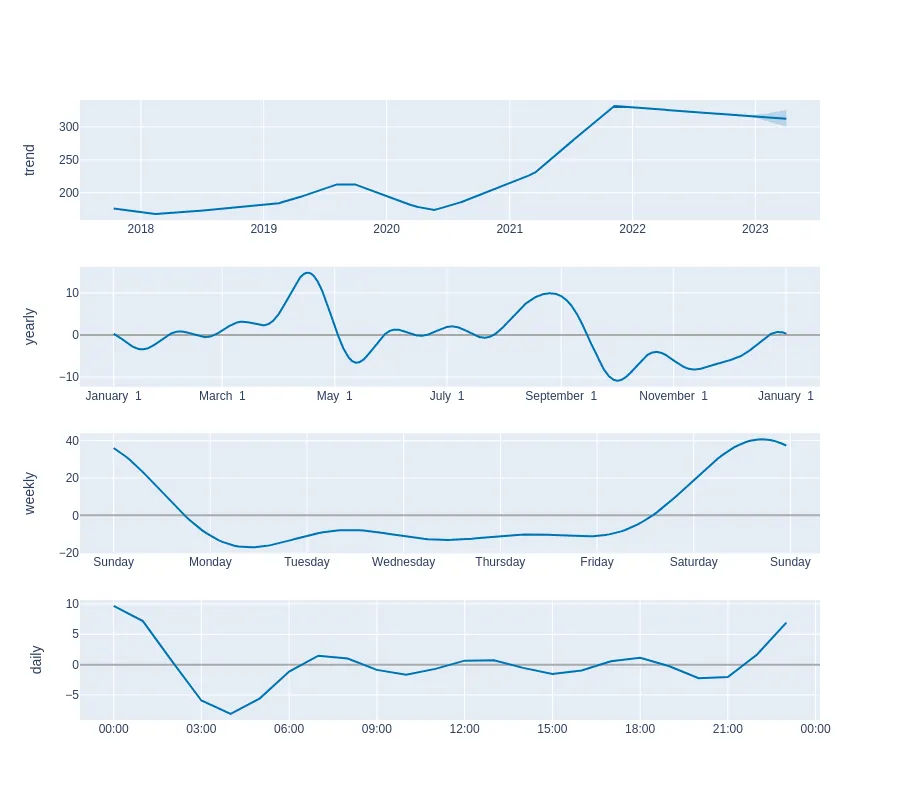 trend
300
250
200
2018 2019 2020 2021 2022 2023
yearly
10
0
−10
January 1 March 1 May 1 July 1 September 1 November 1 January 1
weekly
40
20
0
−20
Sunday Monday Tuesday Wednesday Thursday Friday Saturday Sunday
daily
10
5
0
−5
00:00 03:00 06:00 09:00 12:00 15:00 18:00 21:00 00:00